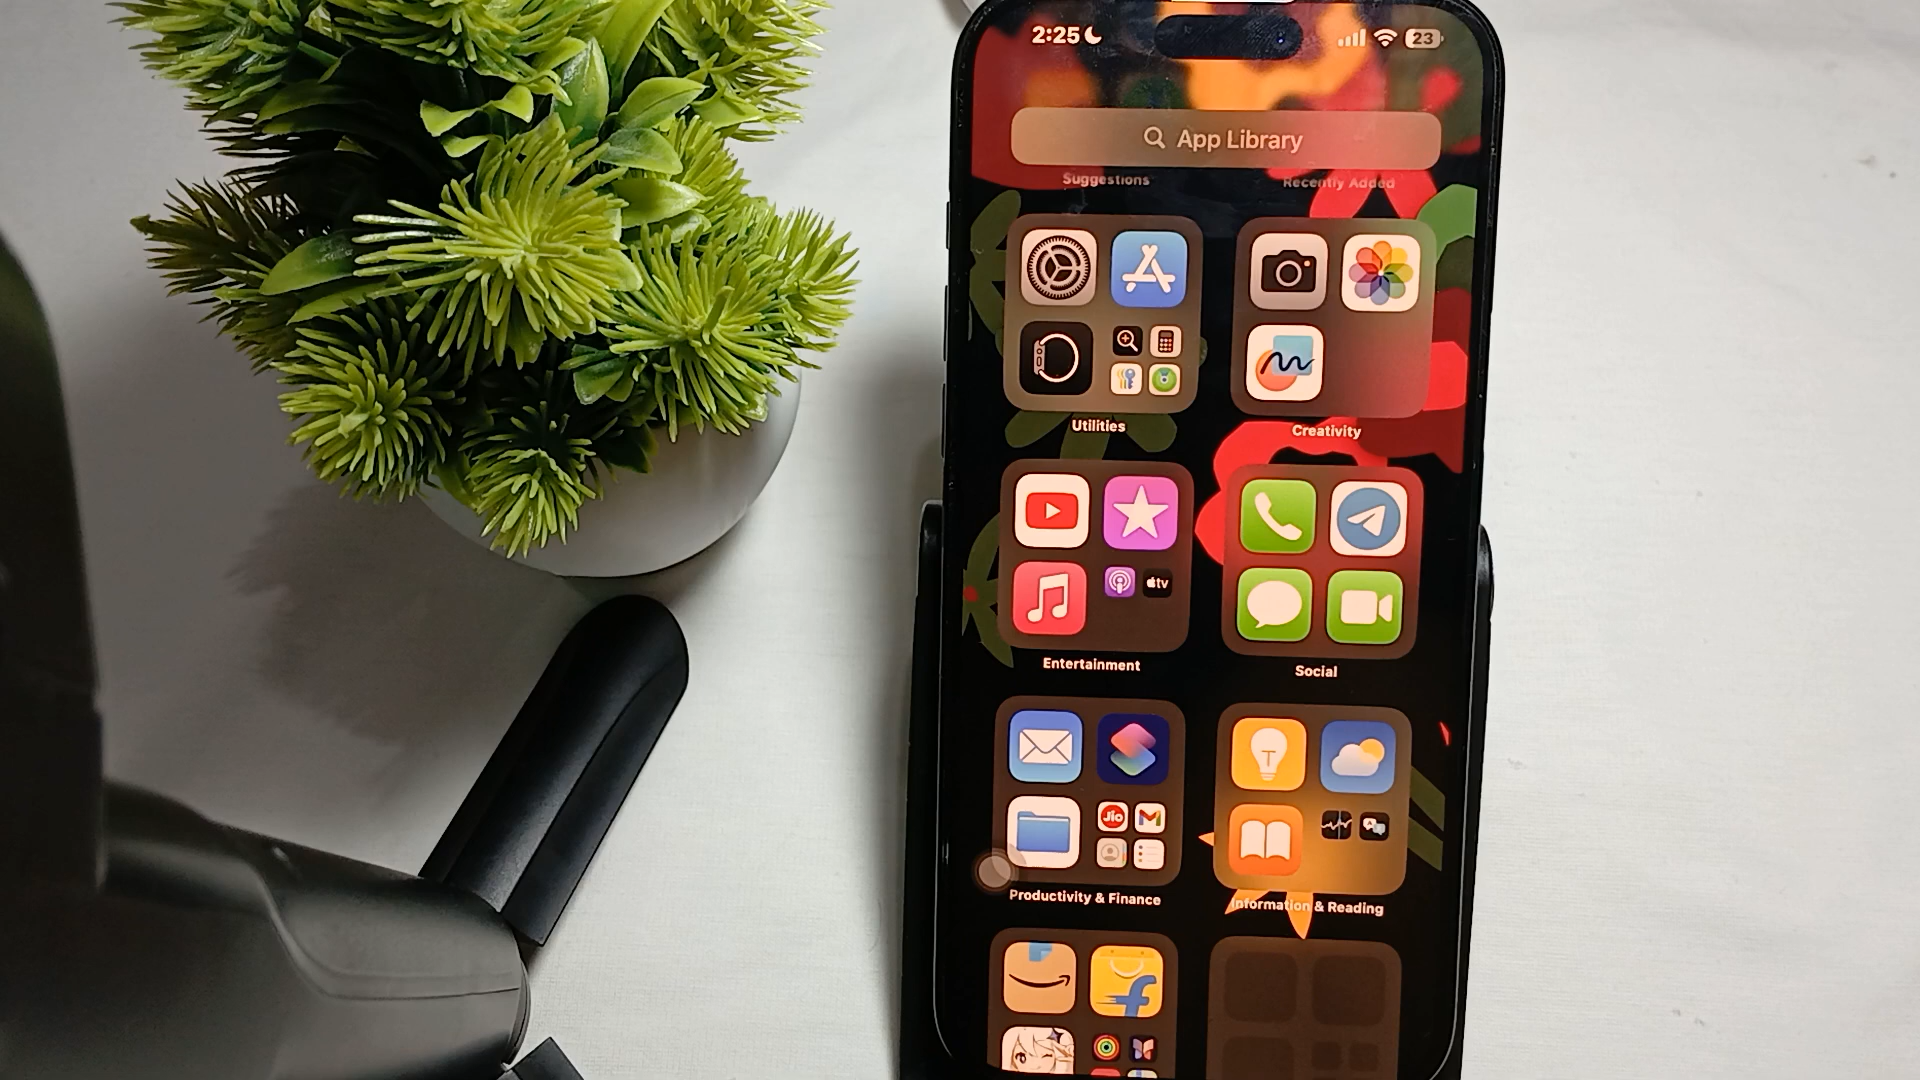 2:25
23
App Library
Suggestions
Recently Added
Utilities
Creativity
Entertainment
tv
Social
T
Jio
Productivity & Finance
Information & Reading